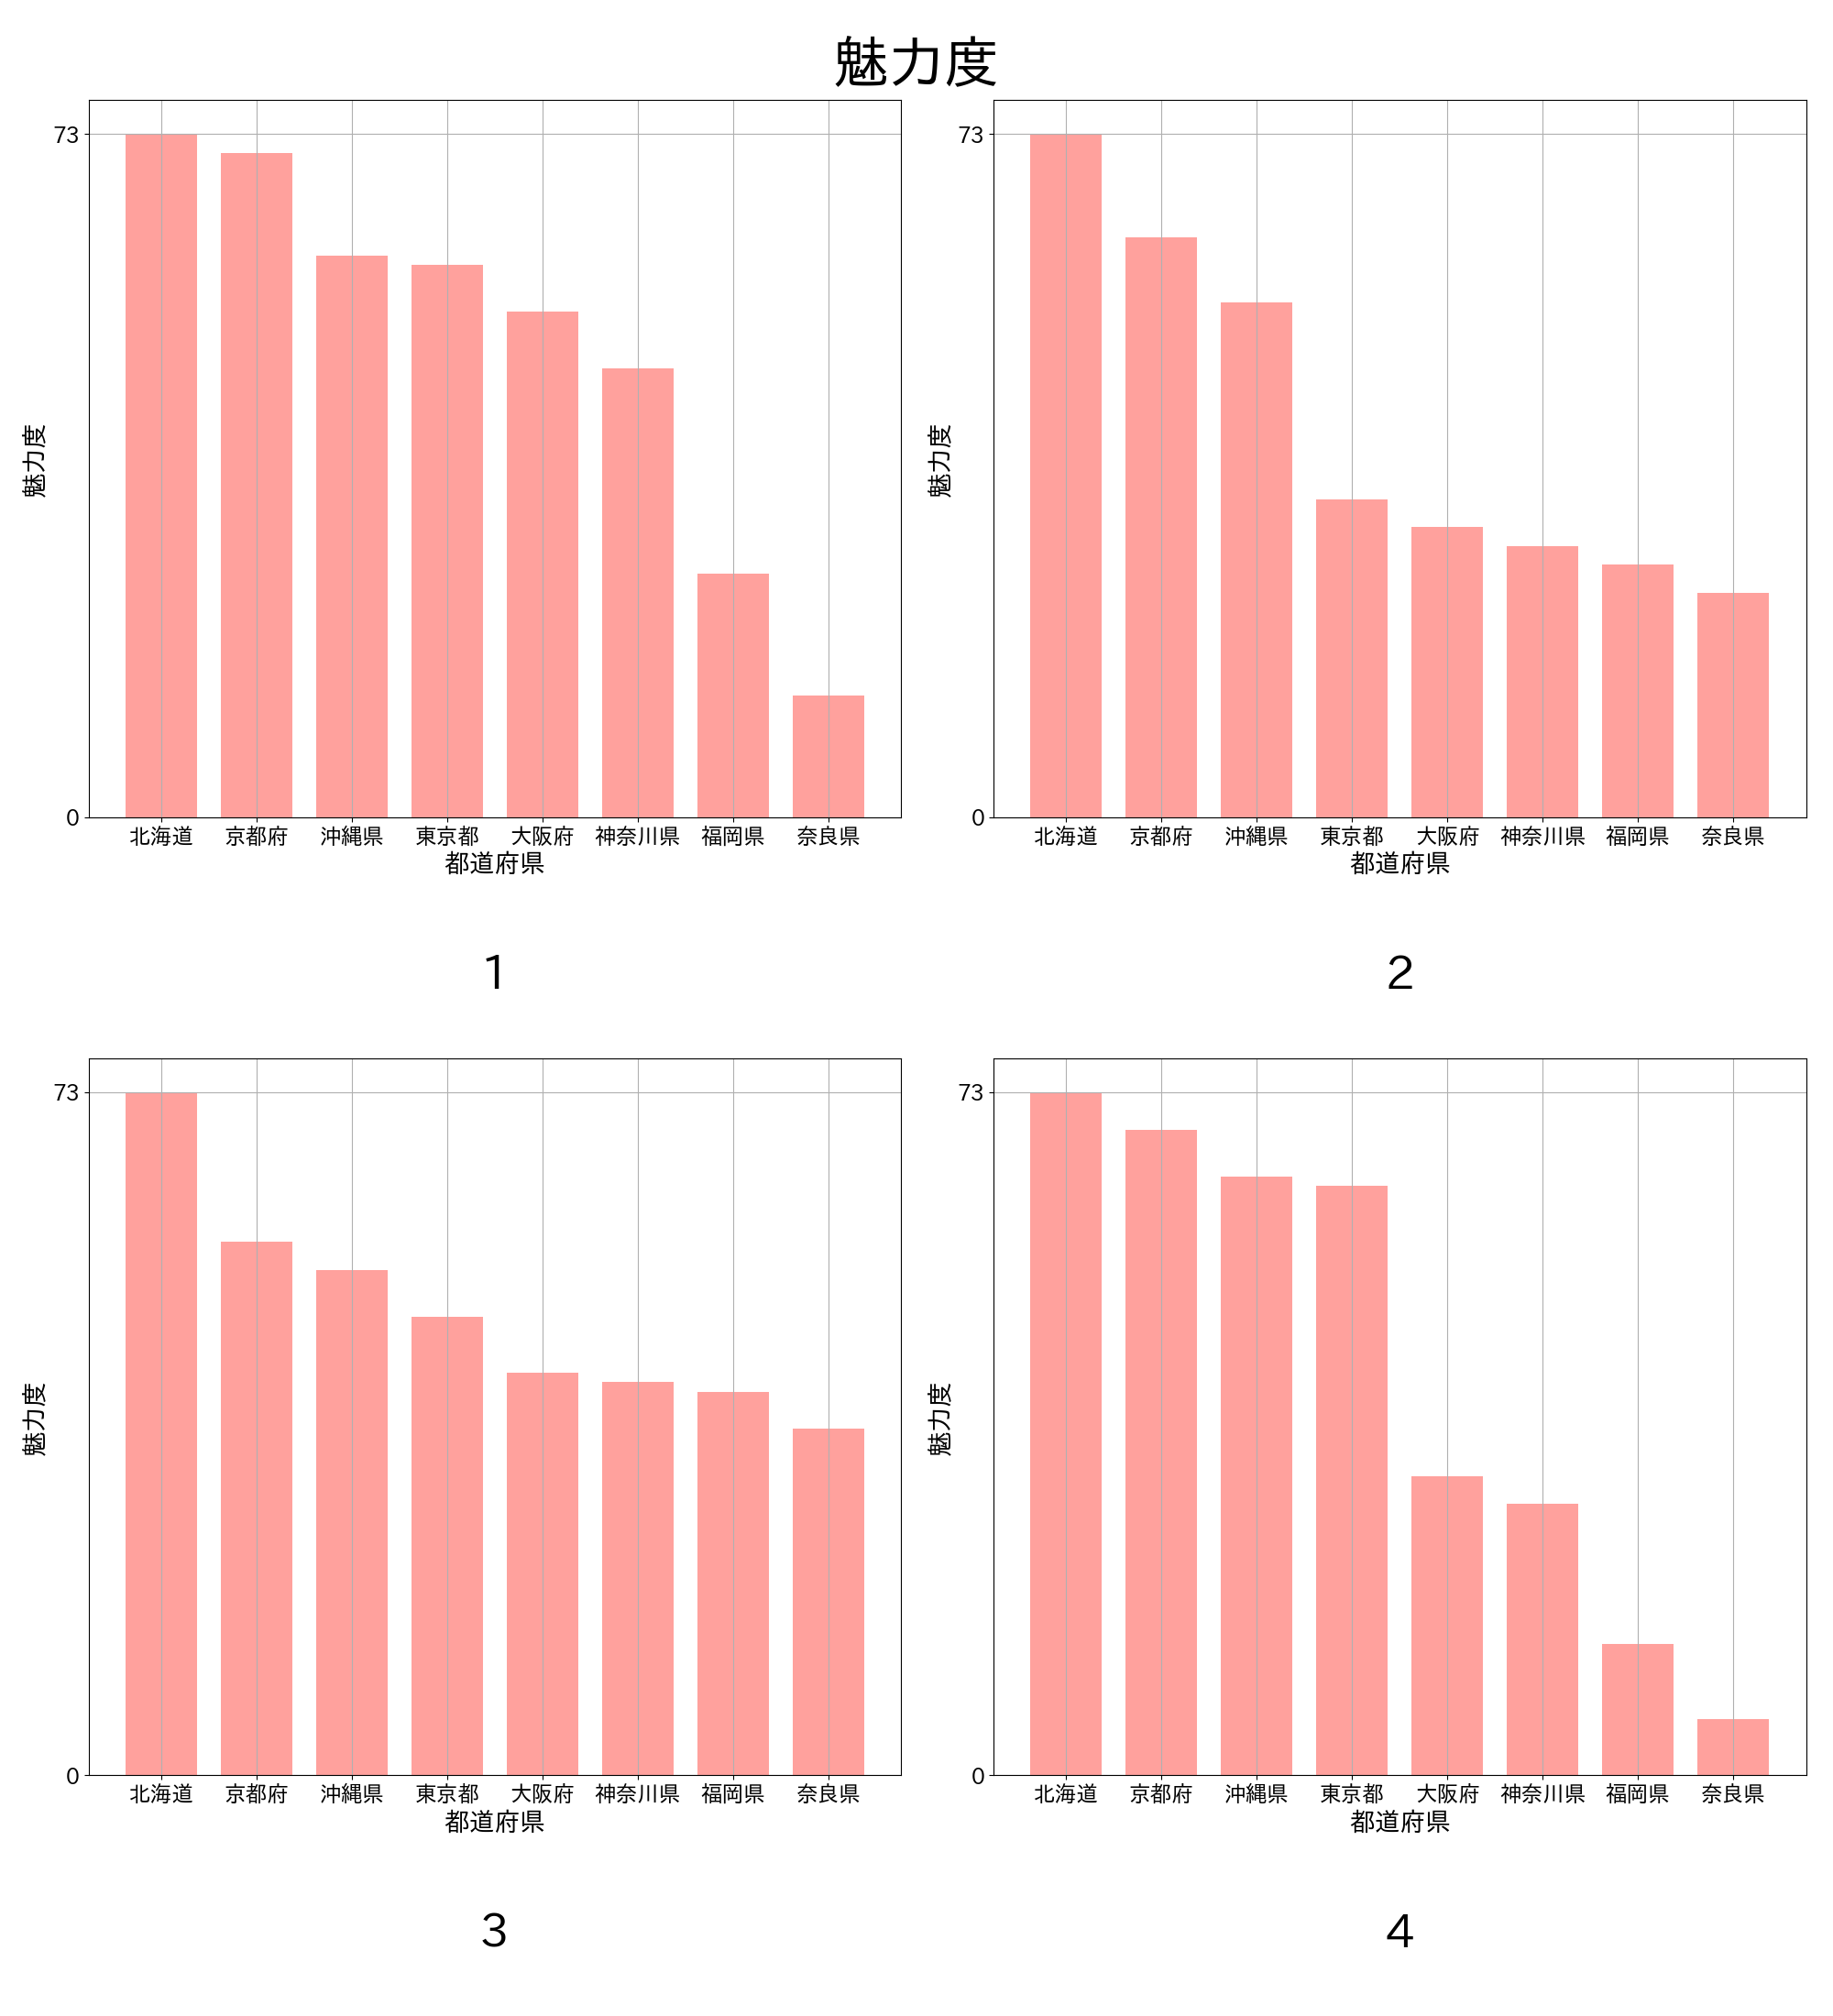 魅力度
73
0
魅力度
北海道 京都府 沖縄県 東京都 大阪府 神奈川県 福岡県 奈良県
都道府県
1
73
0
魅力度
北海道 京都府 沖縄県 東京都 大阪府 神奈川県 福岡県 奈良県
都道府県
2
73
0
魅力度
北海道 京都府 沖縄県 東京都 大阪府 神奈川県 福岡県 奈良県
都道府県
3
73
0
魅力度
北海道 京都府 沖縄県 東京都 大阪府 神奈川県 福岡県 奈良県
都道府県
4